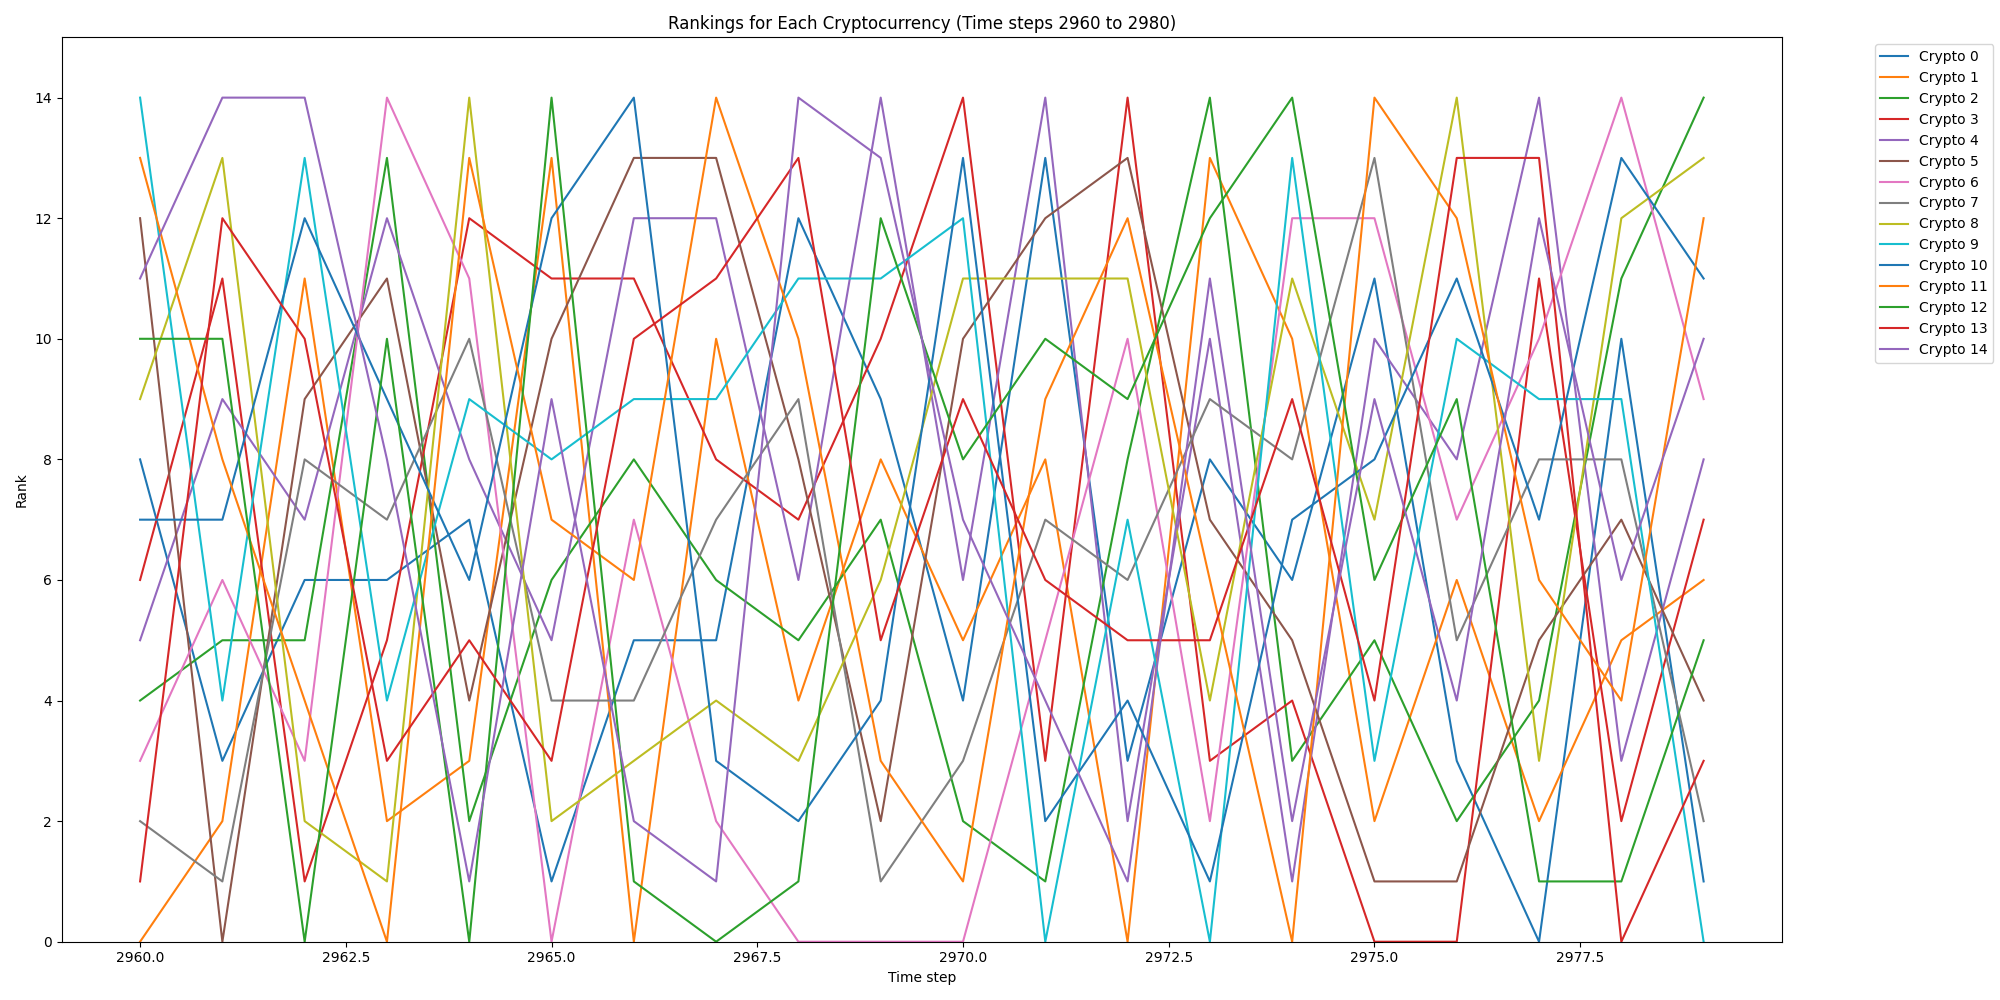 Rankings for Each Cryptocurrency (Time steps 2960 to 2980)
14
12
10
8
6
4
2
0
Rank
2960.0 2962.5 2965.0 2967.5 2970.0 2972.5 2975.0 2977.5
Time step
Crypto 0
Crypto 1
Crypto 2
Crypto 3
Crypto 4
Crypto 5
Crypto 6
Crypto 7
Crypto 8
Crypto 9
Crypto 10
Crypto 11
Crypto 12
Crypto 13
Crypto 14